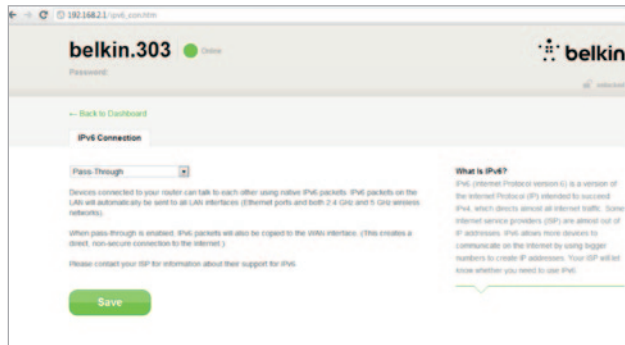 192.168.2.1/ipv6_con.htm
belkin.303 Online
belkin
Password:
← Back to Dashboard
IPv6 Connection
Pass-Through
Devices connected to your router can talk to each other using native IPv6 packets. IPv6 packets on the
LAN will automatically be sent to all LAN interfaces (Ethernet ports and both 2.4 GHz and 5 GHz wireless
networks).
When pass-through is enabled, IPv6 packets will also be copied to the WAN interface. (This creates a
direct, non-secure connection to the internet.)
Please contact your ISP for information about their support for IPv6.
Save
What is IPv6?
IPv6 (Internet Protocol version 6) is a version of
the Internet Protocol (IP) intended to succeed
IPv4, which directs almost all internet traffic. Some
internet service providers (ISP) are almost out of
IP addresses. IPv6 allows more devices to
communicate on the Internet by using bigger
numbers to create IP addresses. Your ISP will let
know whether you need to use IPv6.